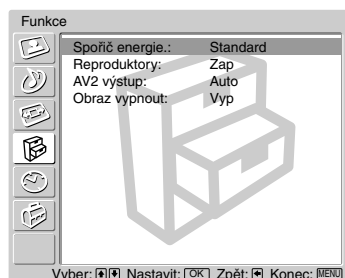 Funkce
Spořič energie.: Standard
Reproduktory: Zap
AV2 výstup: Auto
Obraz vypnout: Vyp
Vyber: Nastavit: OK Zpět: Konec: MENU